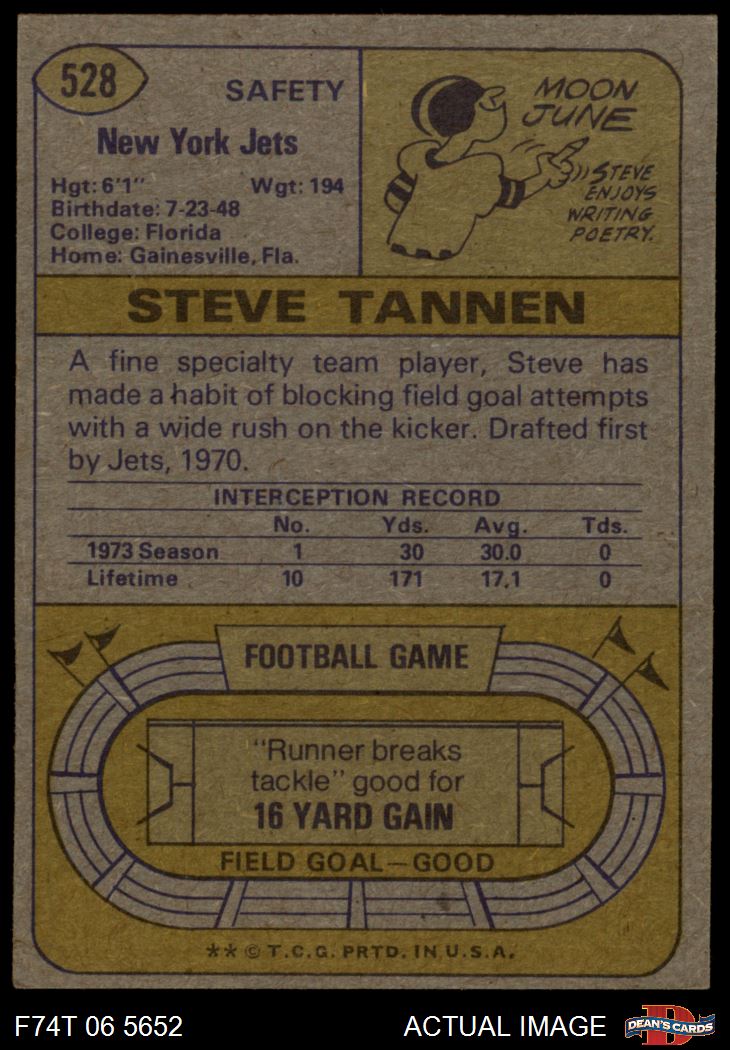 528
SAFETY
New York Jets
Hgt: 6'1" Wgt: 194
Birthdate: 7-23-48
College: Florida
Home: Gainesville, Fla.
MOON
JUNE
STEVE
ENJOYS
WRITING
POETRY.
STEVE TANNEN
A fine specialty team player, Steve has
made a habit of blocking field goal attempts
with a wide rush on the kicker. Drafted first
by Jets, 1970.
INTERCEPTION RECORD
No. Yds. Avg. Tds.
1973 Season 1 30 30.0 0
Lifetime 10 171 17.1 0
FOOTBALL GAME
"Runner breaks
tackle" good for
16 YARD GAIN
FIELD GOAL—GOOD
** © T.C.G. PRTD. IN U.S.A.
F74T 06 5652 ACTUAL IMAGE
D
DEAN'S CARDS